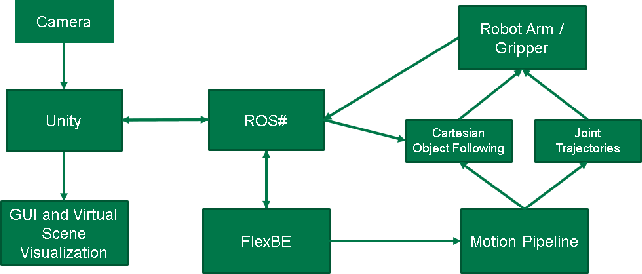 Camera
Robot Arm /
Gripper
Unity
ROS#
Cartesian
Object Following
Joint
Trajectories
GUI and Virtual
Scene
Visualization
FlexBE
Motion Pipeline